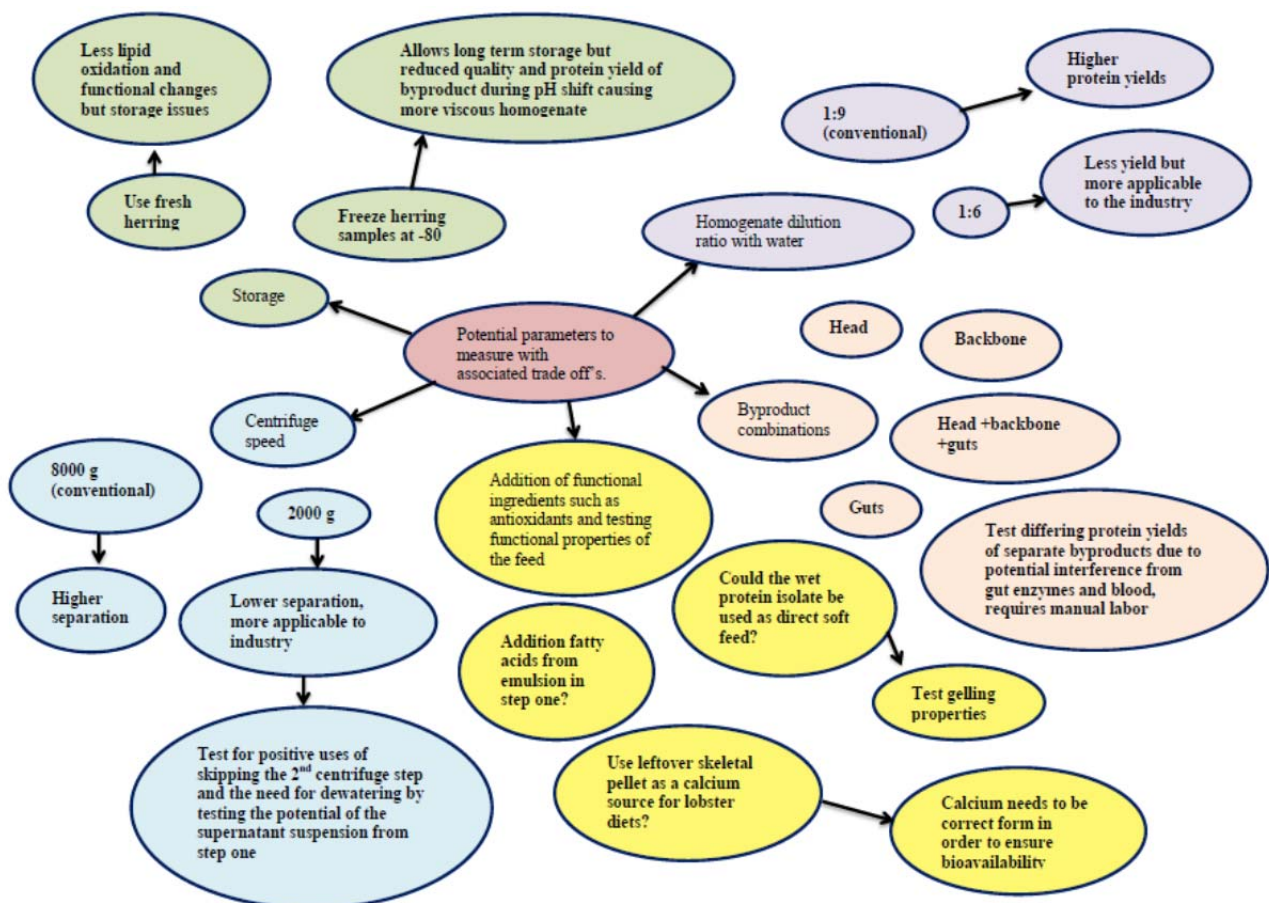 Less lipid
oxidation and
functional changes
but storage issues
Allows long term storage but
reduced quality and protein yield of
byproduct during pH shift causing
more viscous homogenate
Higher
protein yields
1:9
(conventional)
Less yield but
more applicable
to the industry
1:6
Use fresh
herring
Freeze herring
samples at -80
Homogenate dilution
ratio with water
Storage
Potential parameters to
measure with
associated trade off's.
Head
Backbone
Byproduct
combinations
Head +backbone
+guts
Guts
Test differing protein yields
of separate byproducts due to
potential interference from
gut enzymes and blood,
requires manual labor
Centrifuge
speed
8000 g
(conventional)
2000 g
Higher
separation
Lower separation,
more applicable to
industry
Test for positive uses of
skipping the 2nd centrifuge step
and the need for dewatering by
testing the potential of the
supernatant suspension from
step one
Addition of functional
ingredients such as
antioxidants and testing
functional properties of
the feed
Could the wet
protein isolate be
used as direct soft
feed?
Addition fatty
acids from
emulsion in
step one?
Test gelling
properties
Use leftover skeletal
pellet as a calcium
source for lobster
diets?
Calcium needs to be
correct form in
order to ensure
bioavailability